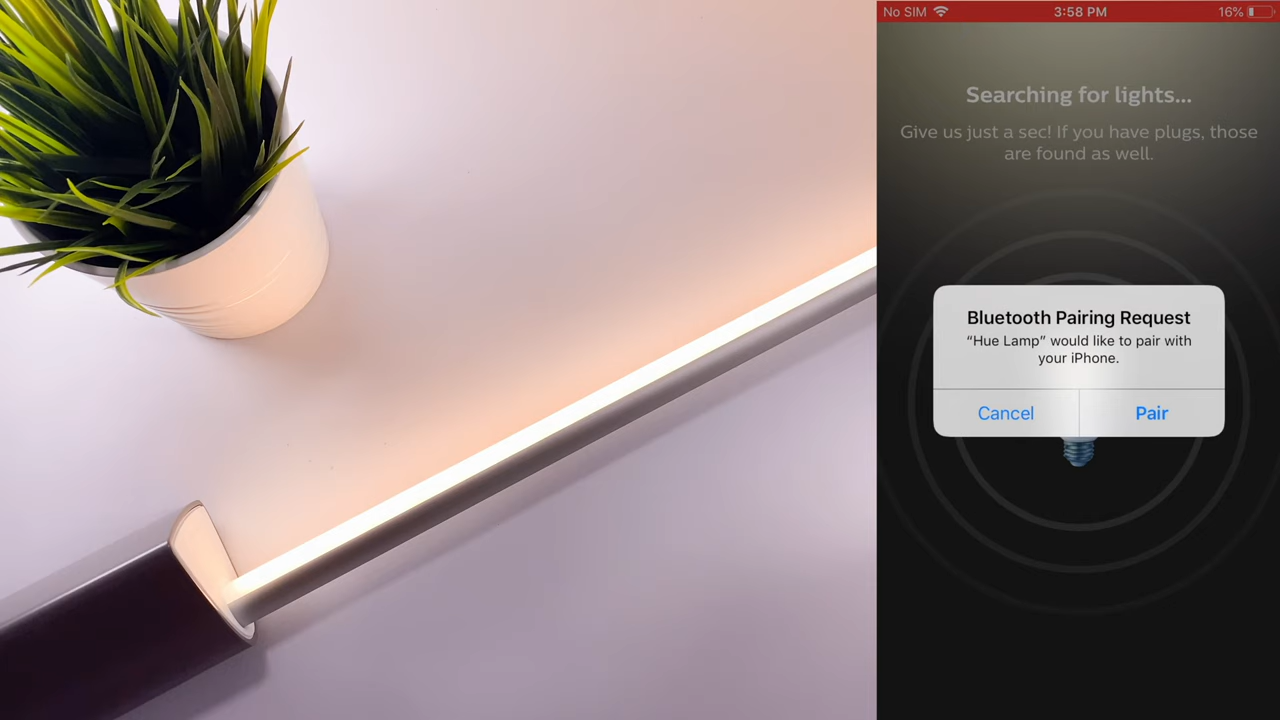 No SIM 3:58 PM 16%
Searching for lights...
Give us just a sec! If you have plugs, those
are found as well.
Bluetooth Pairing Request
“Hue Lamp” would like to pair with
your iPhone.
Cancel Pair